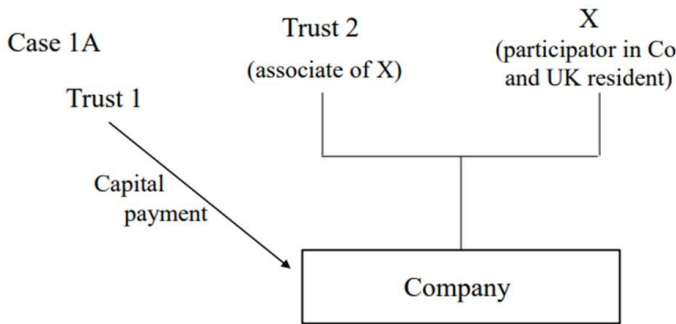 Case 1A
Trust 1
Capital
payment
Trust 2
(associate of X)
X
(participator in Co
and UK resident)
Company